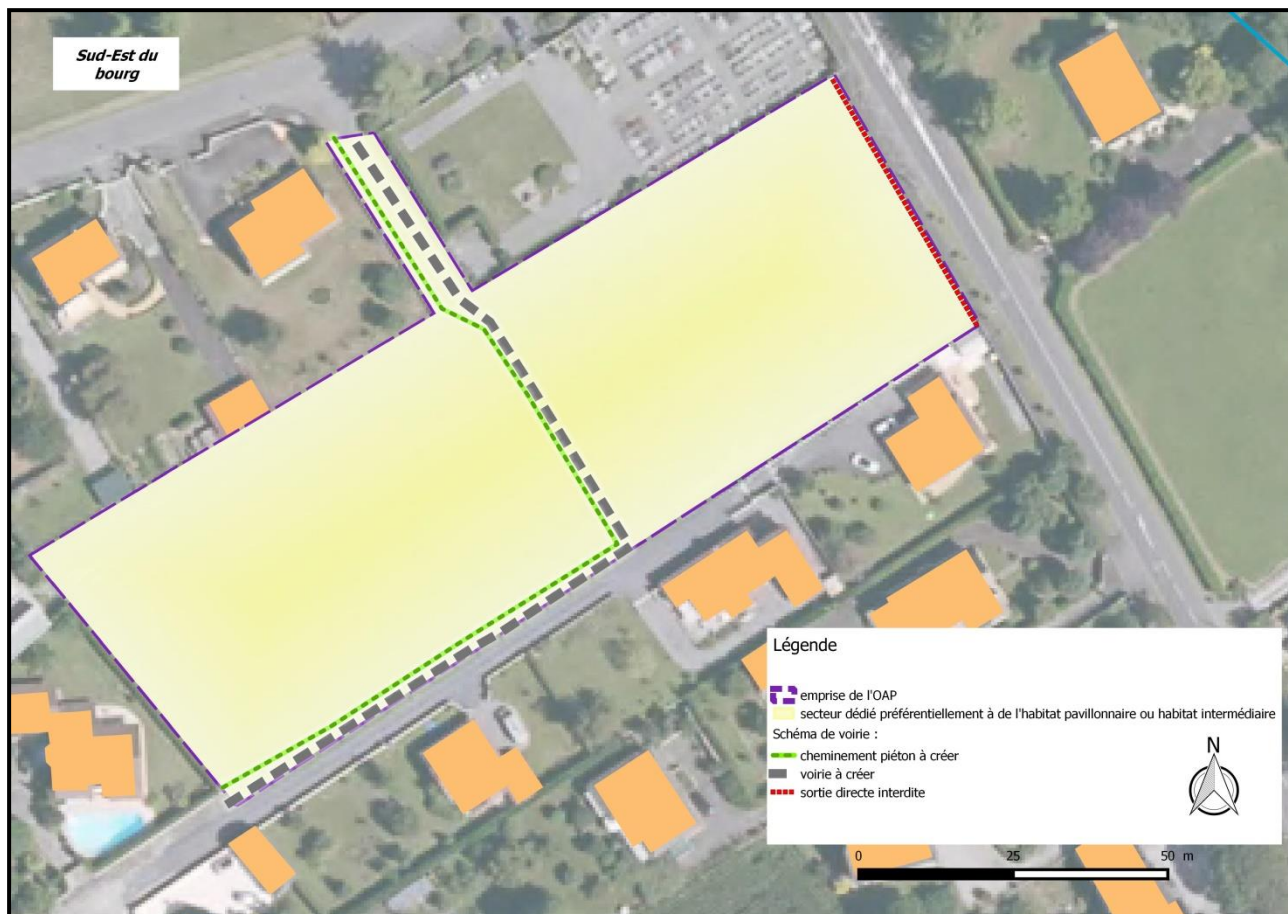 Sud-Est du
bourg
Légende
emprise de l'OAP
secteur dédié préférentiellement à de l'habitat pavillonnaire ou habitat intermédiaire
Schéma de voirie :
cheminement piéton à créer
voirie à créer
sortie directe interdite
N
0 25 50 m